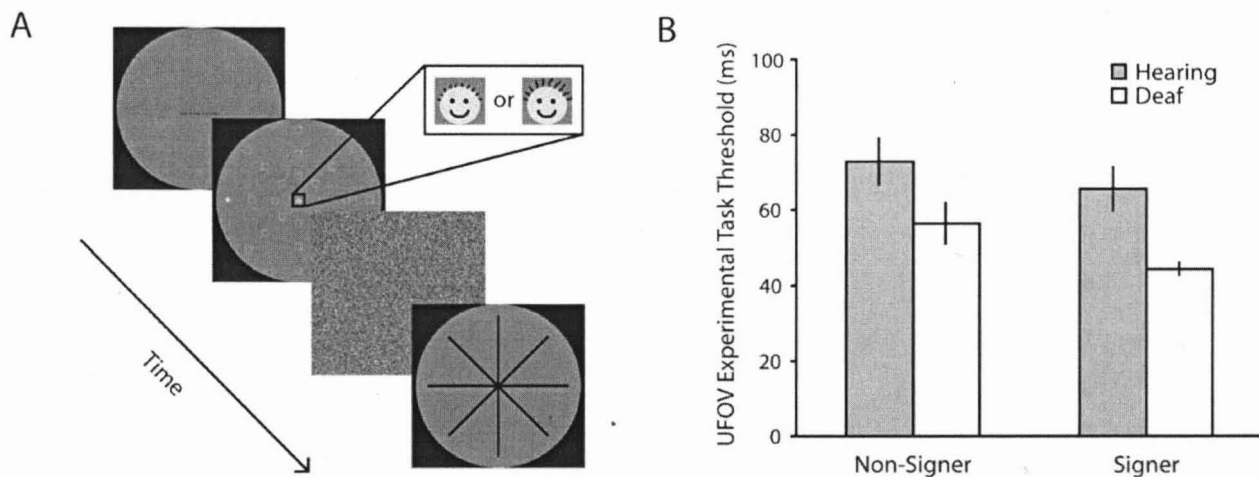 A
or
Time
B
UFOV Experimental Task Threshold (ms)
100
80
60
40
20
0
Hearing
Deaf
Non-Signer
Signer